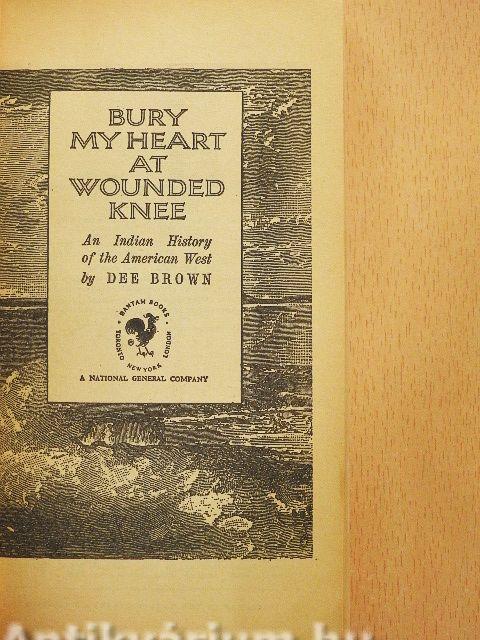 BURY
MY HEART
AT
WOUNDED
KNEE
An Indian History
of the American West
by DEE BROWN
BANTAM BOOKS
TORONTO • NEW YORK • LONDON
®
A NATIONAL GENERAL COMPANY
Antikvárium.hu